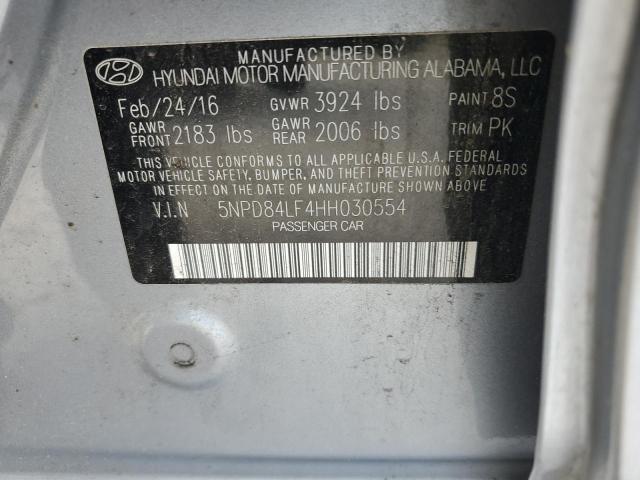 MANUFACTURED BY
HYUNDAI MOTOR MANUFACTURING ALABAMA, LLC
Feb/24/16 GVWR 3924 lbs PAINT 8S
GAWR FRONT 2183 lbs GAWR REAR 2006 lbs TRIM PK
THIS VEHICLE CONFORMS TO ALL APPLICABLE U.S.A. FEDERAL
MOTOR VEHICLE SAFETY, BUMPER, AND THEFT PREVENTION STANDARDS
IN EFFECT ON THE DATE OF MANUFACTURE SHOWN ABOVE
V.I.N 5NPD84LF4HH030554
PASSENGER CAR